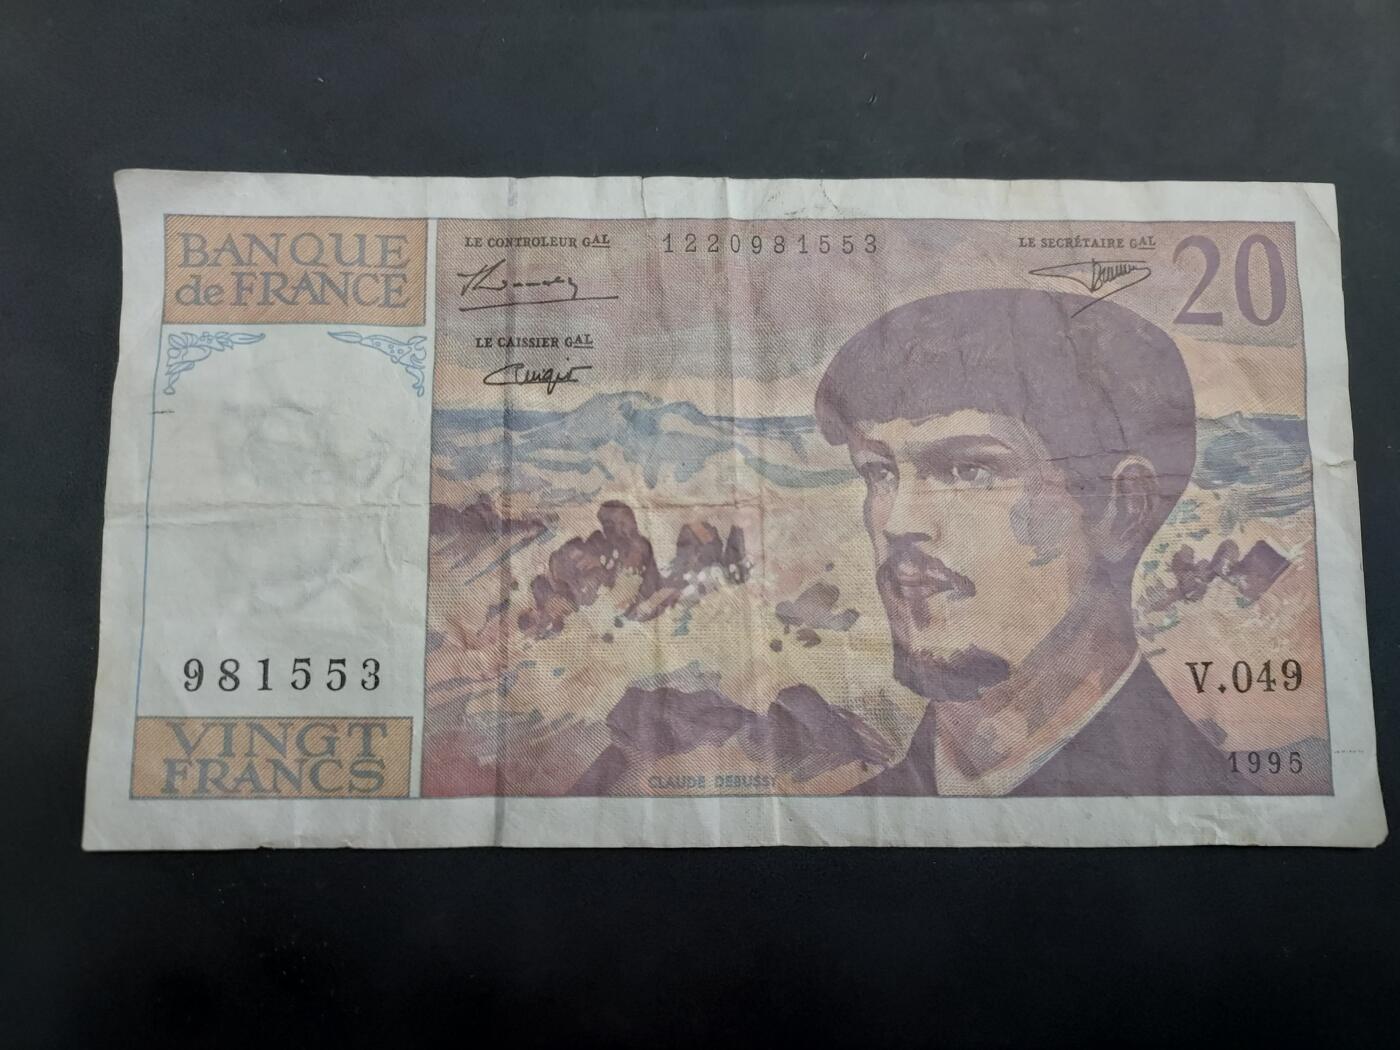 BANQUE
de FRANCE
LE CONTROLEUR GAL
1220981553
LE SECRÉTAIRE GAL
20
LE CAISSIER GAL
981553
V.049
VINGT
FRANCS
CLAUDE DEBUSSY
1995